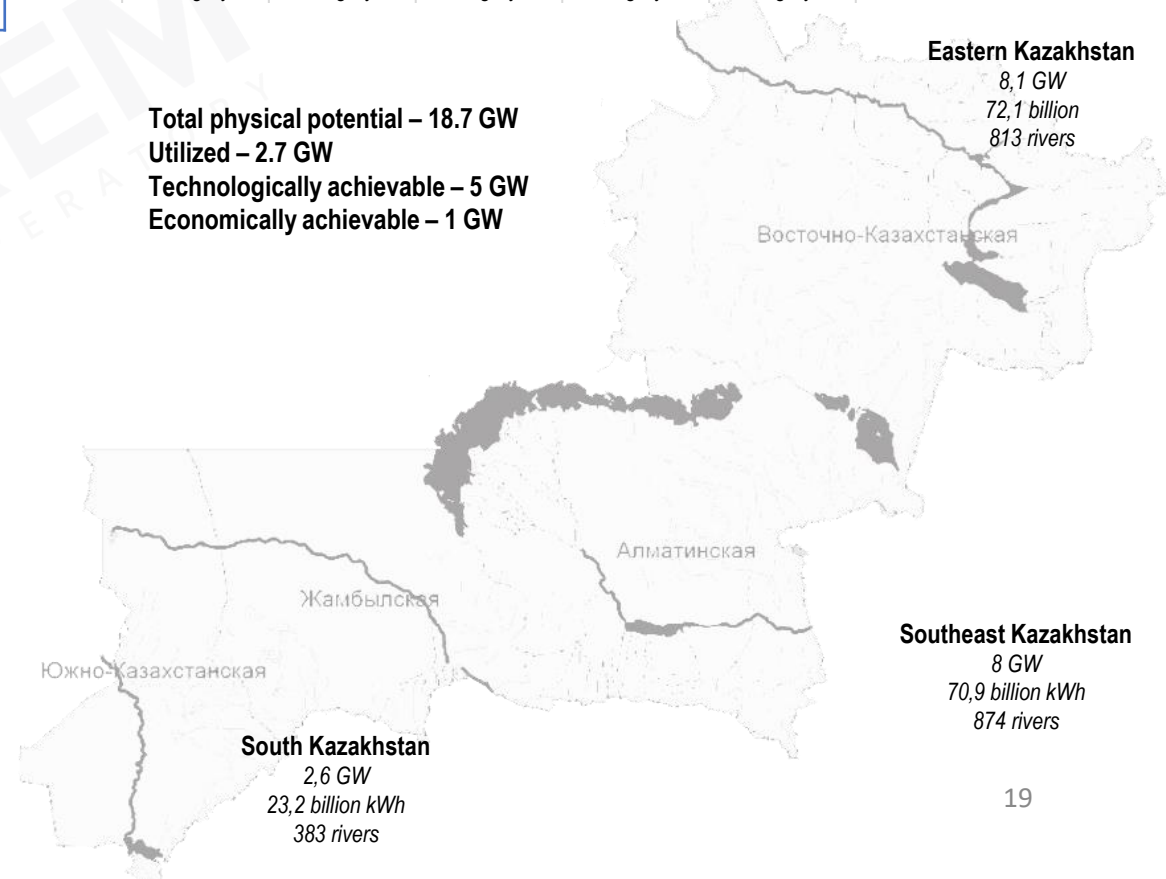 Eastern Kazakhstan
8,1 GW
72,1 billion
813 rivers
Total physical potential – 18.7 GW
Utilized – 2.7 GW
Technologically achievable – 5 GW
Economically achievable – 1 GW
Восточно-Казахстанская
Алматинская
Жамбылская
Южно-Казахстанская
Southeast Kazakhstan
8 GW
70,9 billion kWh
874 rivers
South Kazakhstan
2,6 GW
23,2 billion kWh
383 rivers
19